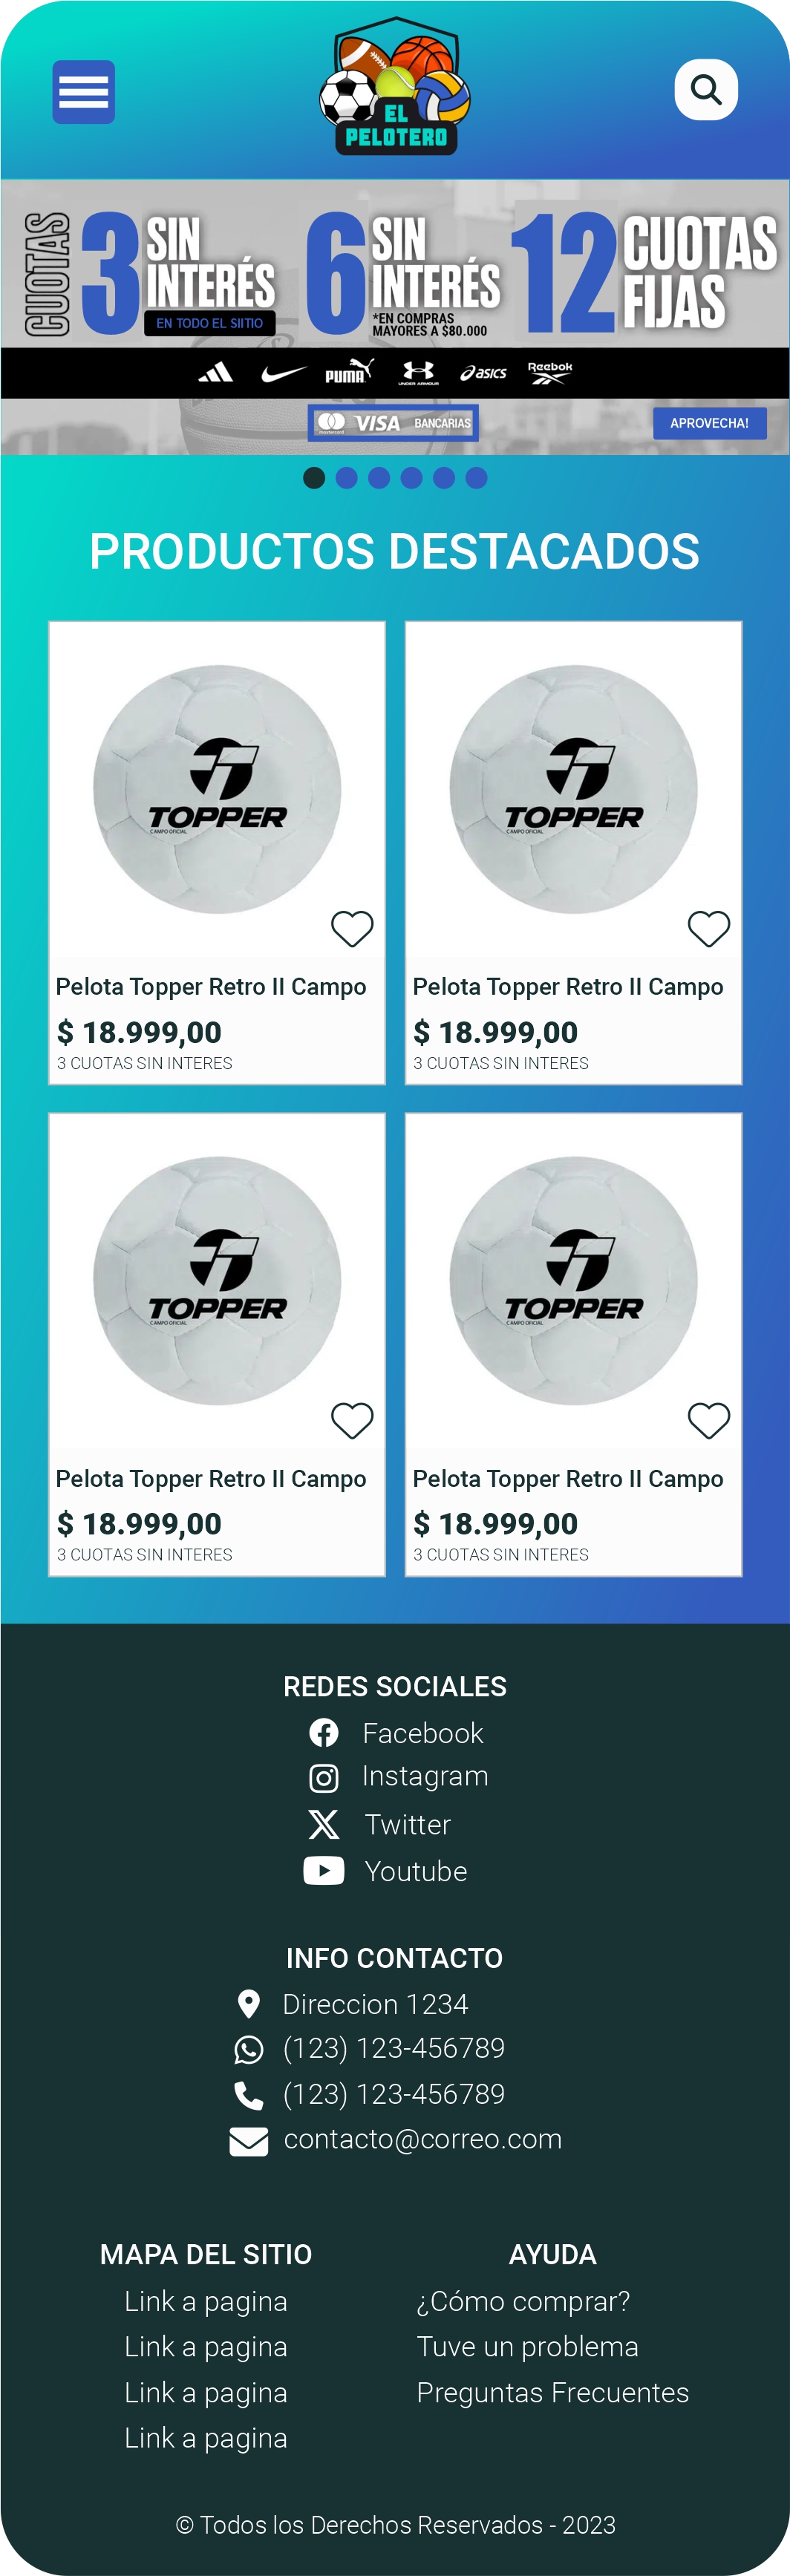 EL
PELOTERO
CUOTAS
3 SIN
INTERÉS
EN TODO EL SIITIO
6 SIN
INTERÉS
*EN COMPRAS
MAYORES A $80.000
12 CUOTAS
FIJAS
PUMA
UNDER ARMOUR
asics
Reebok
mastercard
VISA
BANCARIAS
APROVECHA!
PRODUCTOS DESTACADOS
TOPPER
CAMPO OFICIAL
Pelota Topper Retro II Campo
$ 18.999,00
3 CUOTAS SIN INTERES
TOPPER
CAMPO OFICIAL
Pelota Topper Retro II Campo
$ 18.999,00
3 CUOTAS SIN INTERES
TOPPER
CAMPO OFICIAL
Pelota Topper Retro II Campo
$ 18.999,00
3 CUOTAS SIN INTERES
TOPPER
CAMPO OFICIAL
Pelota Topper Retro II Campo
$ 18.999,00
3 CUOTAS SIN INTERES
REDES SOCIALES
Facebook
Instagram
Twitter
Youtube
INFO CONTACTO
Direccion 1234
(123) 123-456789
(123) 123-456789
contacto@correo.com
MAPA DEL SITIO
Link a pagina
Link a pagina
Link a pagina
Link a pagina
AYUDA
¿Cómo comprar?
Tuve un problema
Preguntas Frecuentes
© Todos los Derechos Reservados - 2023